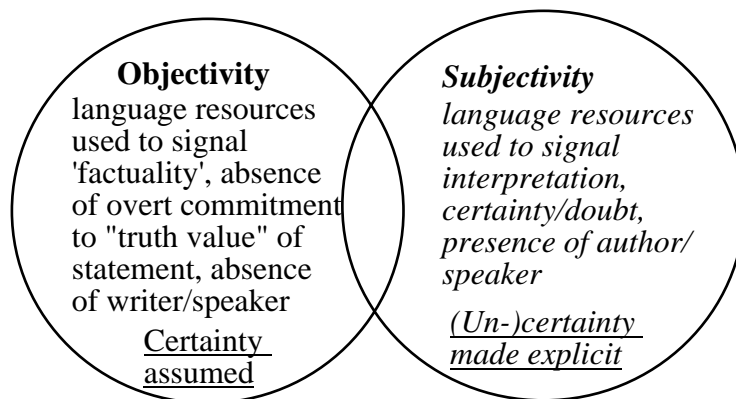 Objectivity
language resources
used to signal
'factuality', absence
of overt commitment
to "truth value" of
statement, absence
of writer/speaker
Certainty
assumed
Subjectivity
language resources
used to signal
interpretation,
certainty/doubt,
presence of author/
speaker
(Un-)certainty
made explicit